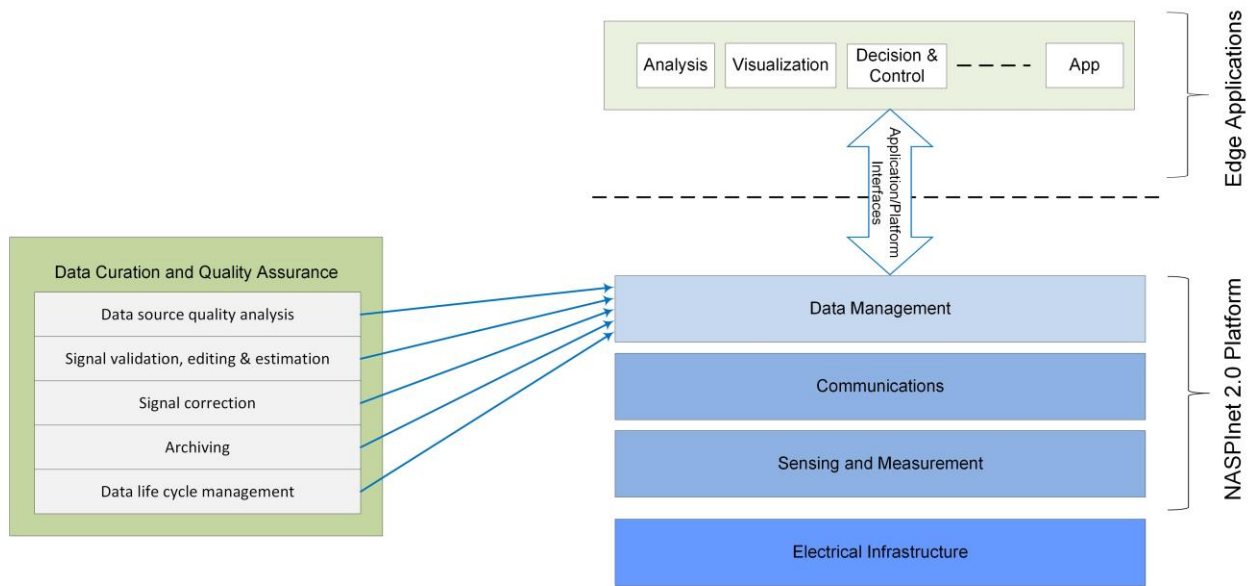 Analysis
Visualization
Decision &
Control
App
Edge Applications
Application/Platform
Interfaces
Data Curation and Quality Assurance
Data source quality analysis
Signal validation, editing & estimation
Signal correction
Archiving
Data life cycle management
Data Management
Communications
Sensing and Measurement
NASPInet 2.0 Platform
Electrical Infrastructure